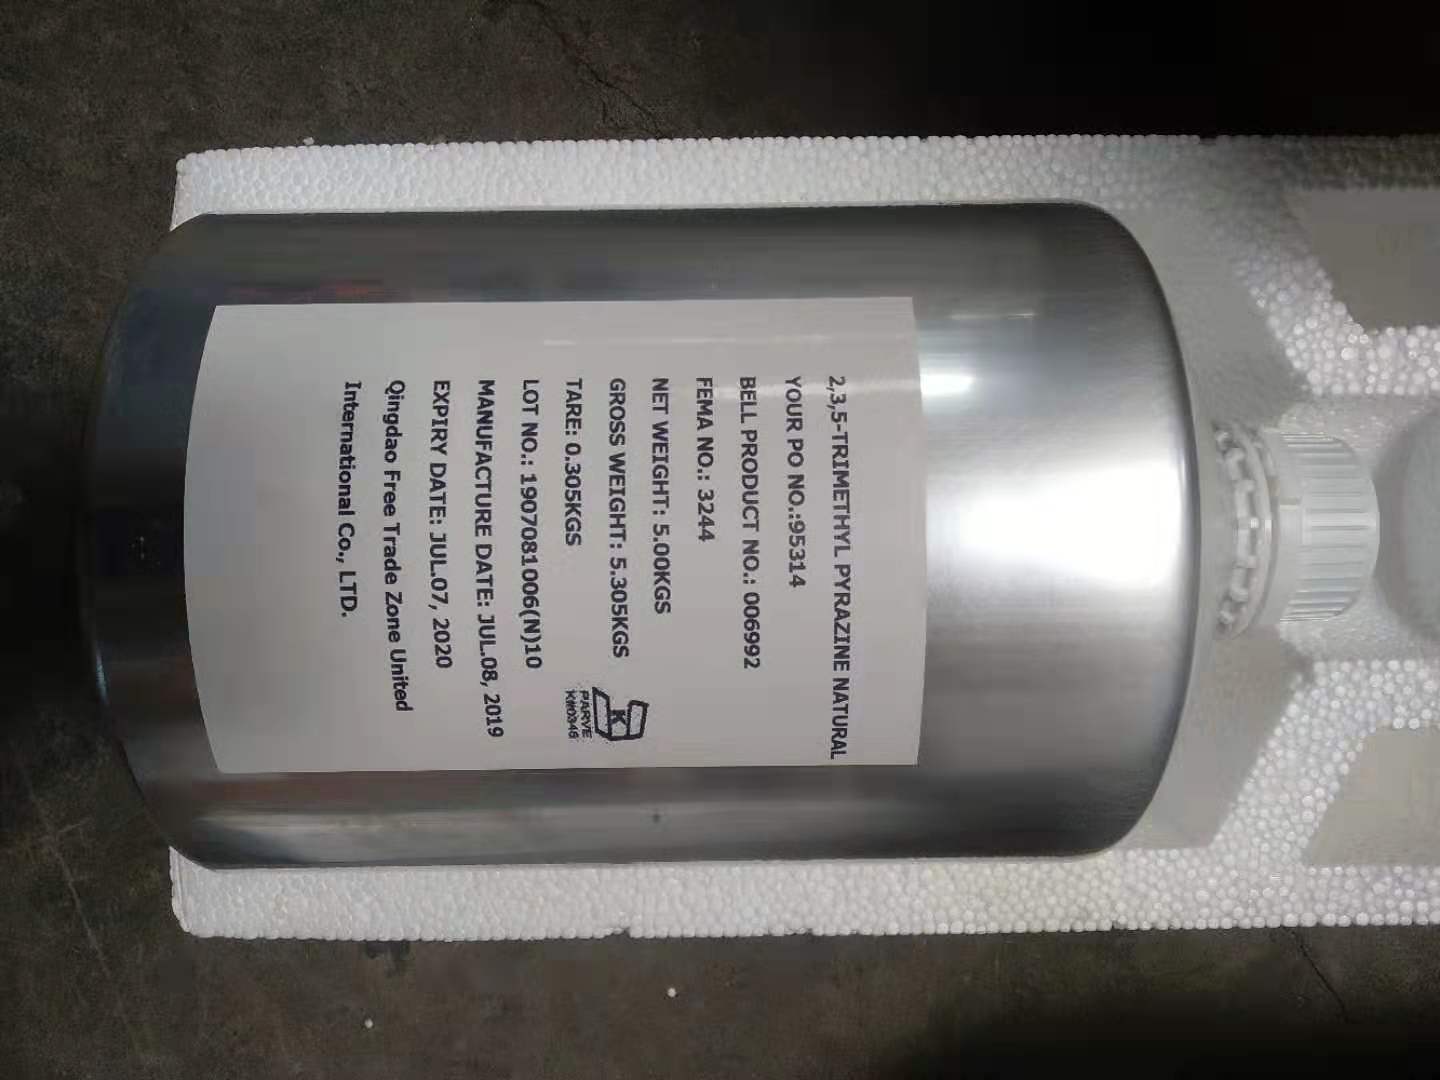 2,3,5-TRIMETHYL PYRAZINE NATURAL
YOUR PO NO.:95314
BELL PRODUCT NO.: 006992
FEMA NO.: 3244
NET WEIGHT: 5.00KGS
GROSS WEIGHT: 5.305KGS
TARE: 0.305KGS
K
PARVE
LOT NO.: 1907081006(N)10
MANUFACTURE DATE: JUL.08, 2019
EXPIRY DATE: JUL.07, 2020
Qingdao Free Trade Zone United
International Co., LTD.